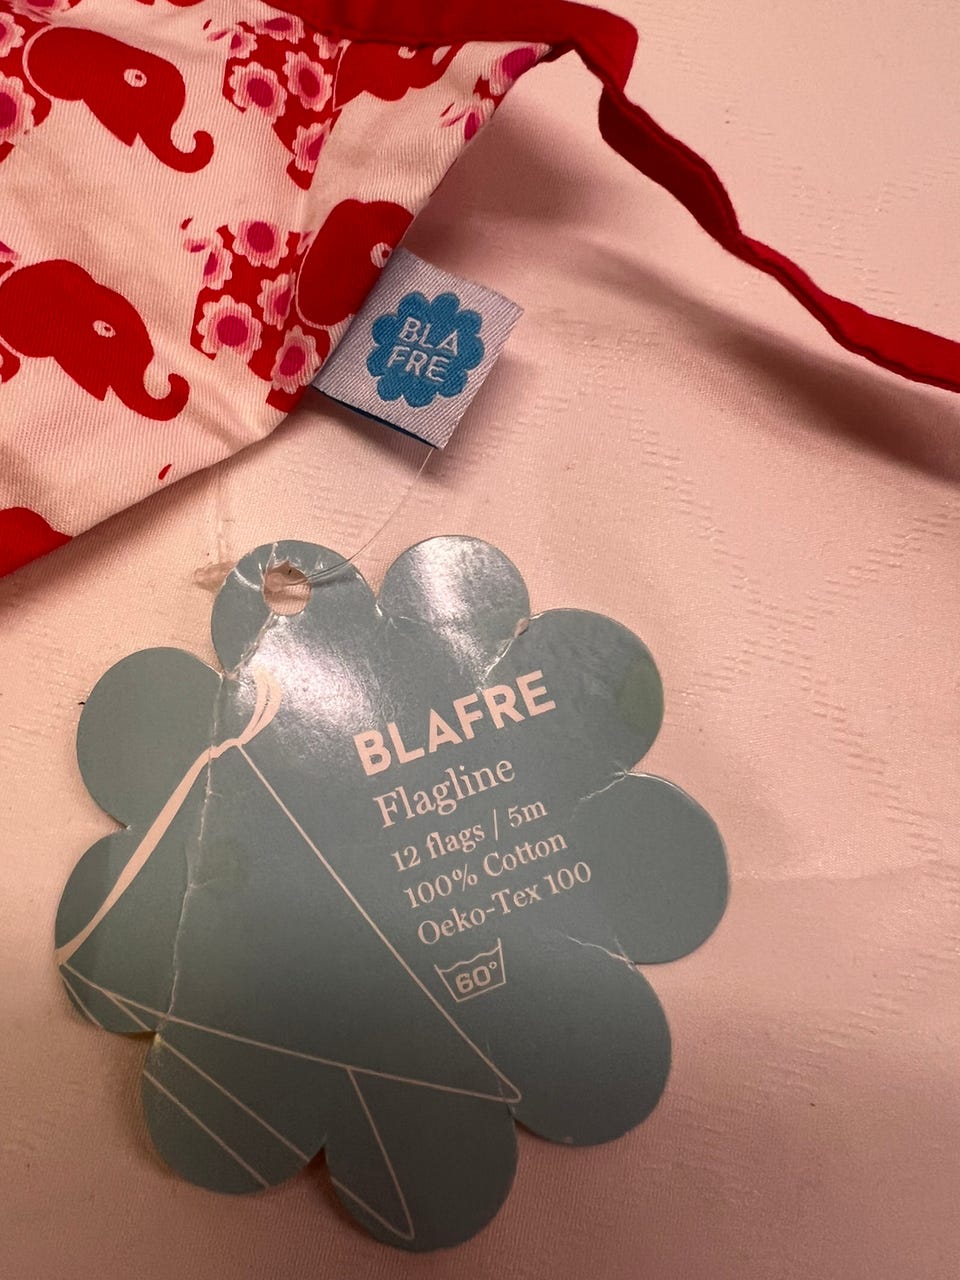 BLA
FRE
BLAFRE
Flagline
12 flags / 5m
100% Cotton
Oeko-Tex 100
60°